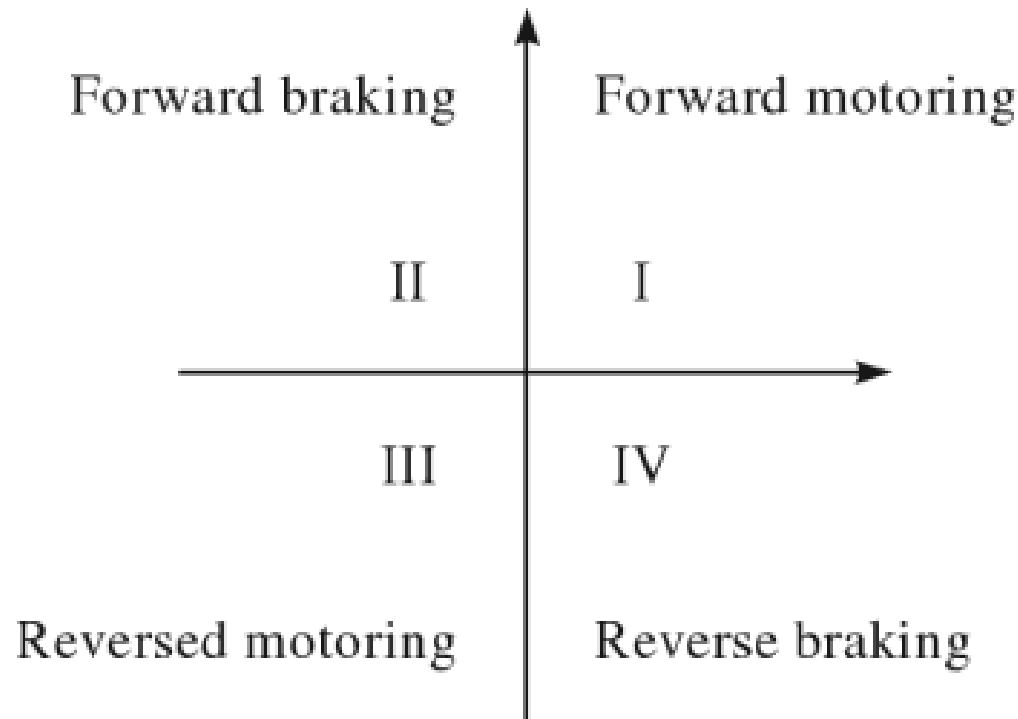 Forward braking
Forward motoring
II
I
III
IV
Reversed motoring
Reverse braking